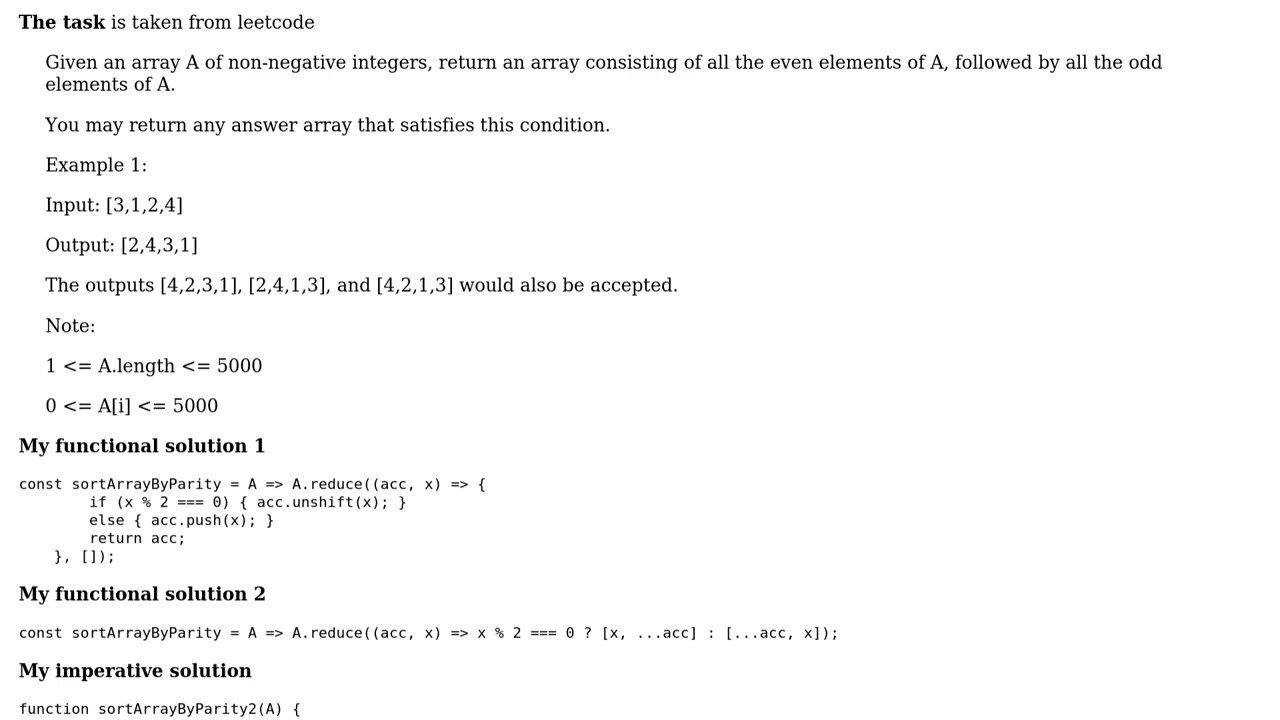 The task is taken from leetcode
Given an array A of non-negative integers, return an array consisting of all the even elements of A, followed by all the odd
elements of A.
You may return any answer array that satisfies this condition.
Example 1:
Input: [3,1,2,4]
Output: [2,4,3,1]
The outputs [4,2,3,1], [2,4,1,3], and [4,2,1,3] would also be accepted.
Note:
1 <= A.length <= 5000
0 <= A[i] <= 5000
My functional solution 1
const sortArrayByParity = A => A.reduce((acc, x) => {
        if (x % 2 === 0) { acc.unshift(x); }
        else { acc.push(x); }
        return acc;
    }, []);
My functional solution 2
const sortArrayByParity = A => A.reduce((acc, x) => x % 2 === 0 ? [x, ...acc] : [...acc, x]);
My imperative solution
function sortArrayByParity2(A) {